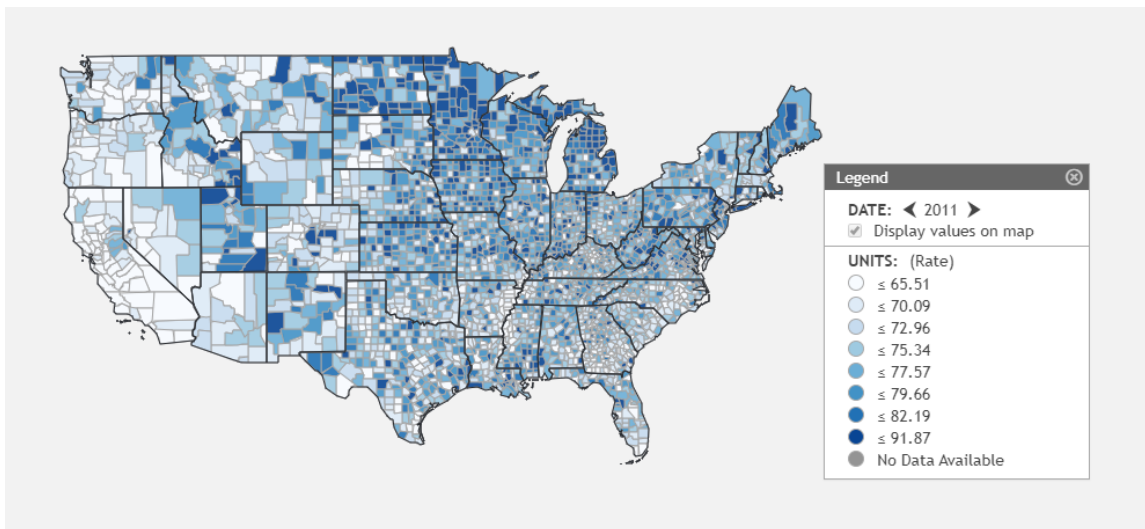 Legend
DATE: 2011
Display values on map
UNITS: (Rate)
≤ 65.51
≤ 70.09
≤ 72.96
≤ 75.34
≤ 77.57
≤ 79.66
≤ 82.19
≤ 91.87
No Data Available